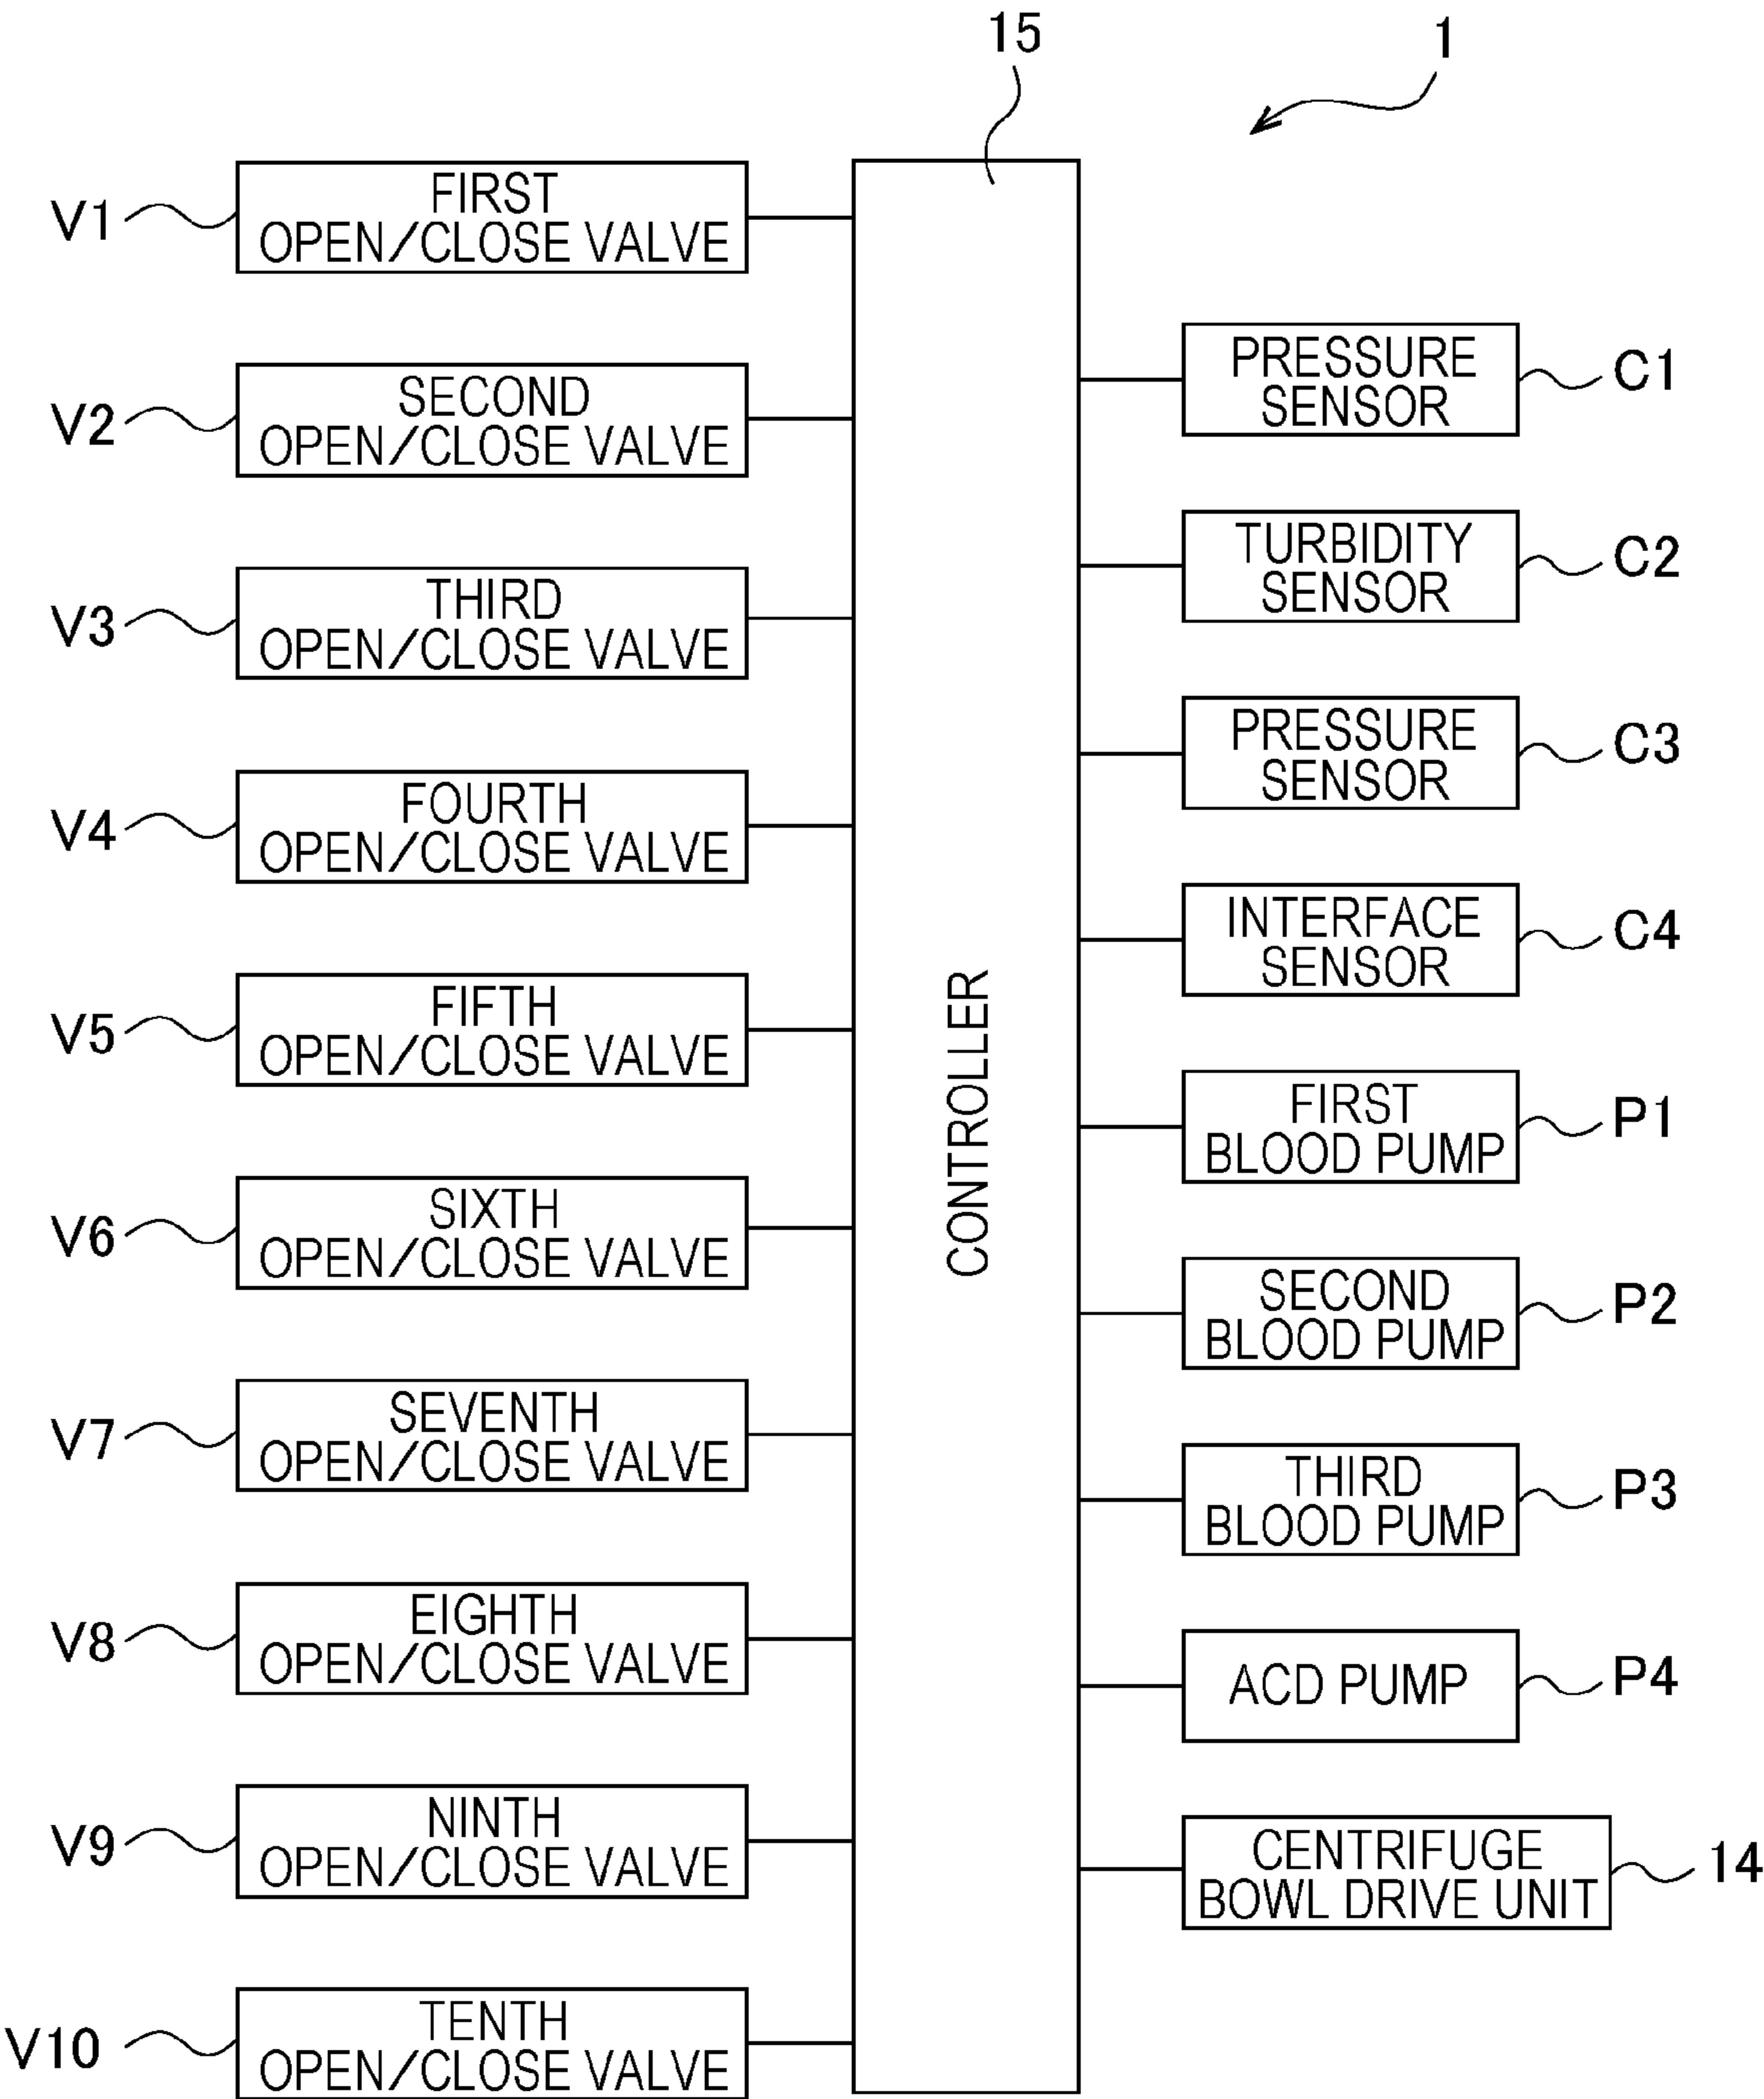 15
1
V1
FIRST
OPEN/CLOSE VALVE
V2
SECOND
OPEN/CLOSE VALVE
V3
THIRD
OPEN/CLOSE VALVE
V4
FOURTH
OPEN/CLOSE VALVE
V5
FIFTH
OPEN/CLOSE VALVE
V6
SIXTH
OPEN/CLOSE VALVE
V7
SEVENTH
OPEN/CLOSE VALVE
V8
EIGHTH
OPEN/CLOSE VALVE
V9
NINTH
OPEN/CLOSE VALVE
V10
TENTH
OPEN/CLOSE VALVE
CONTROLLER
PRESSURE
SENSOR
C1
TURBIDITY
SENSOR
C2
PRESSURE
SENSOR
C3
INTERFACE
SENSOR
C4
FIRST
BLOOD PUMP
P1
SECOND
BLOOD PUMP
P2
THIRD
BLOOD PUMP
P3
ACD PUMP
P4
CENTRIFUGE
BOWL DRIVE UNIT
14